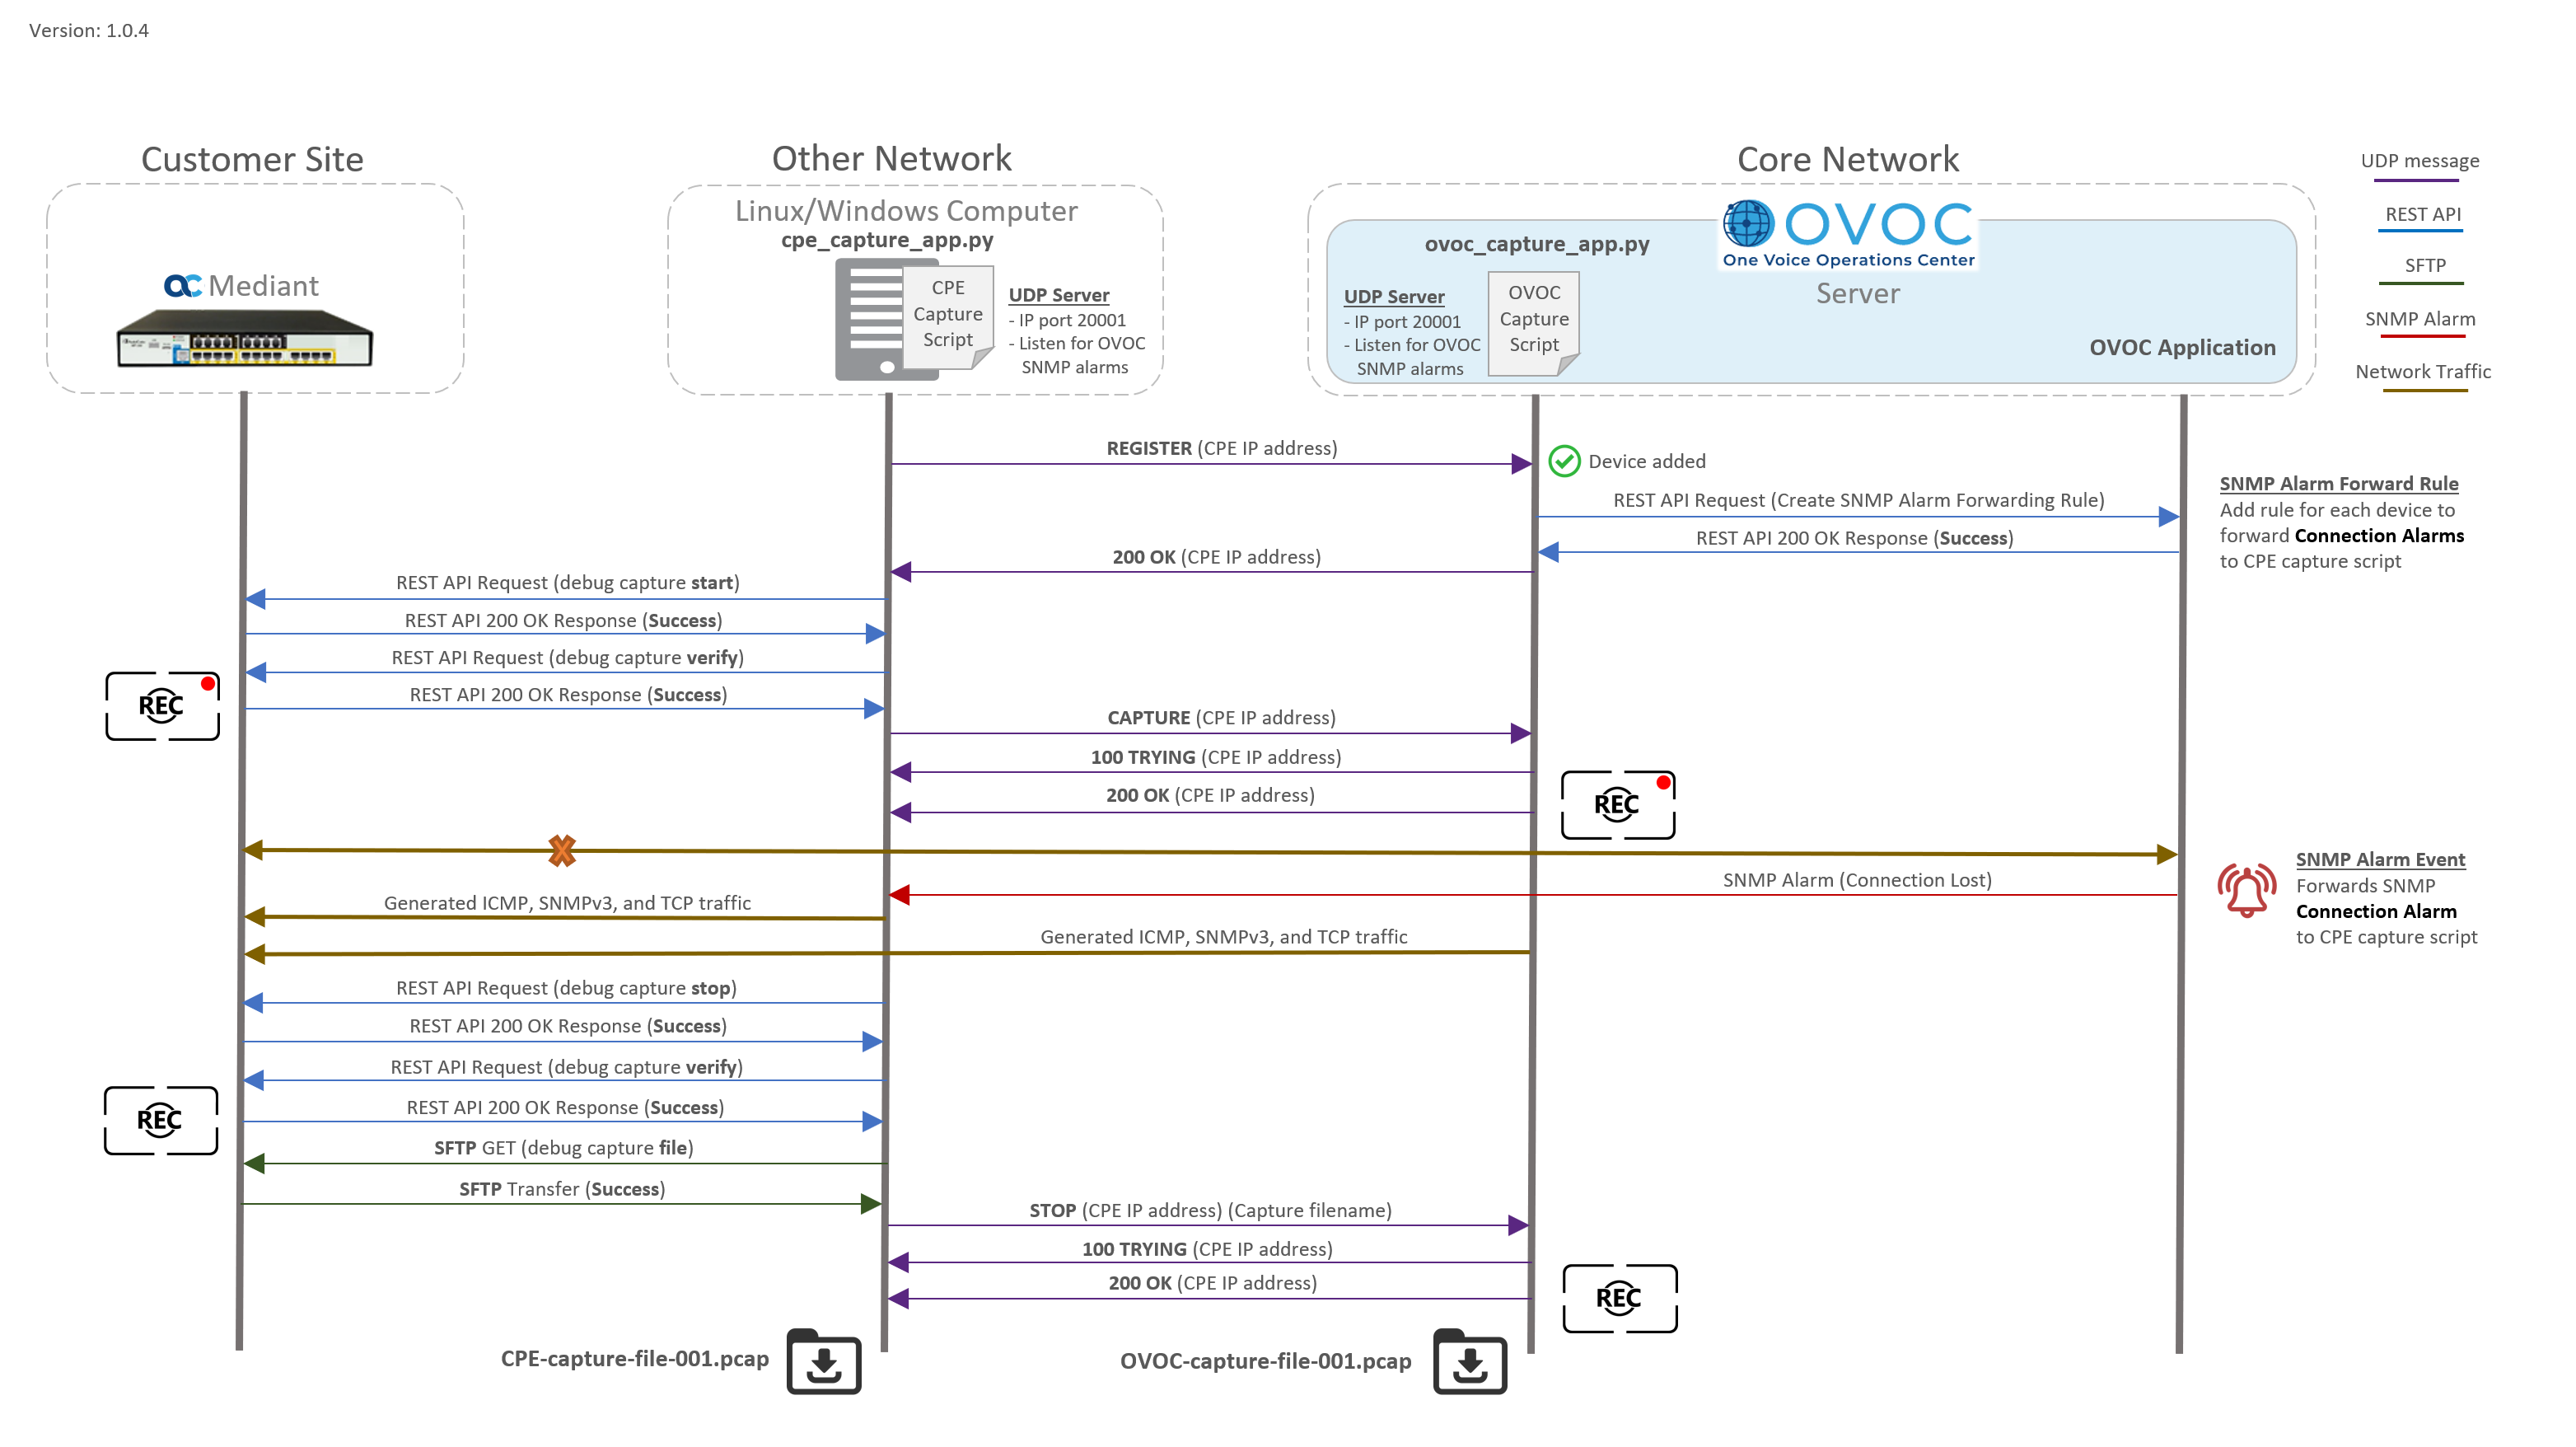 Version: 1.0.4
Customer Site
Other Network
Core Network
UDP message
REST API
SFTP
SNMP Alarm
Network Traffic
Mediant
Linux/Windows Computer
cpe_capture_app.py
CPE
Capture
Script
UDP Server
- IP port 20001
- Listen for OVOC
SNMP alarms
ovoc_capture_app.py
UDP Server
- IP port 20001
- Listen for OVOC
SNMP alarms
OVOC
Capture
Script
OVOC
One Voice Operations Center
Server
OVOC Application
REGISTER (CPE IP address)
Device added
REST API Request (Create SNMP Alarm Forwarding Rule)
SNMP Alarm Forward Rule
Add rule for each device to
forward Connection Alarms
to CPE capture script
REST API 200 OK Response (Success)
200 OK (CPE IP address)
REST API Request (debug capture start)
REST API 200 OK Response (Success)
REST API Request (debug capture verify)
REST API 200 OK Response (Success)
REC
CAPTURE (CPE IP address)
100 TRYING (CPE IP address)
200 OK (CPE IP address)
REC
SNMP Alarm (Connection Lost)
SNMP Alarm Event
Forwards SNMP
Connection Alarm
to CPE capture script
Generated ICMP, SNMPv3, and TCP traffic
Generated ICMP, SNMPv3, and TCP traffic
REST API Request (debug capture stop)
REST API 200 OK Response (Success)
REST API Request (debug capture verify)
REST API 200 OK Response (Success)
REC
SFTP GET (debug capture file)
SFTP Transfer (Success)
STOP (CPE IP address) (Capture filename)
100 TRYING (CPE IP address)
200 OK (CPE IP address)
REC
CPE-capture-file-001.pcap
OVOC-capture-file-001.pcap